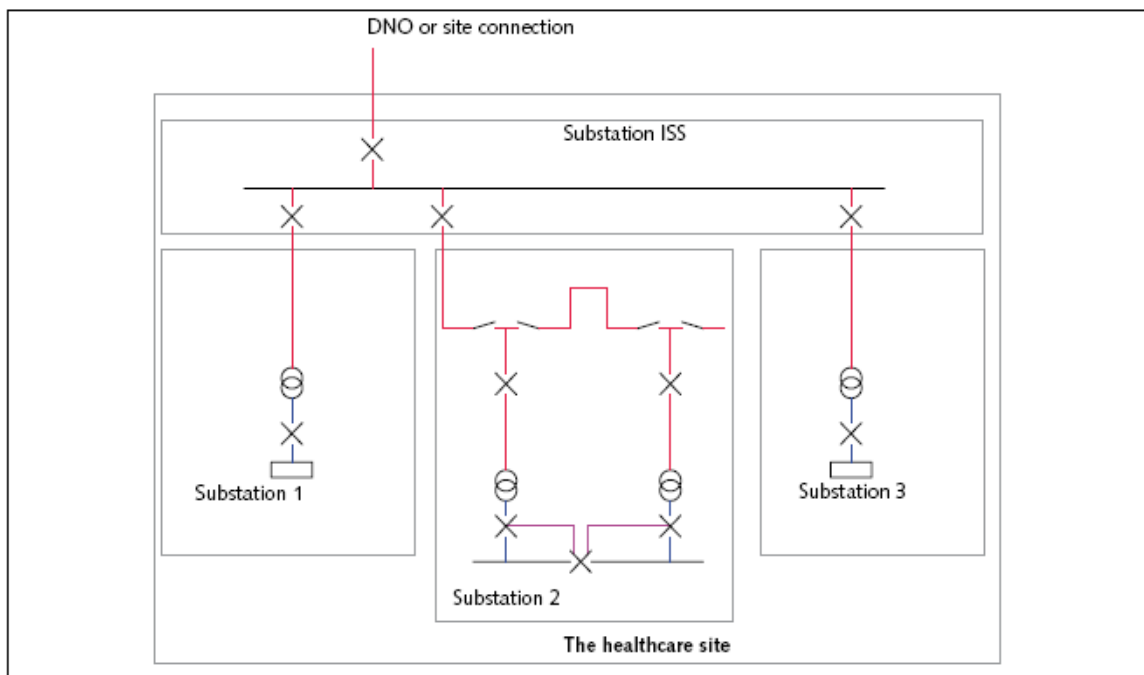 DNO or site connection
Substation ISS
Substation 1
Substation 3
Substation 2
The healthcare site